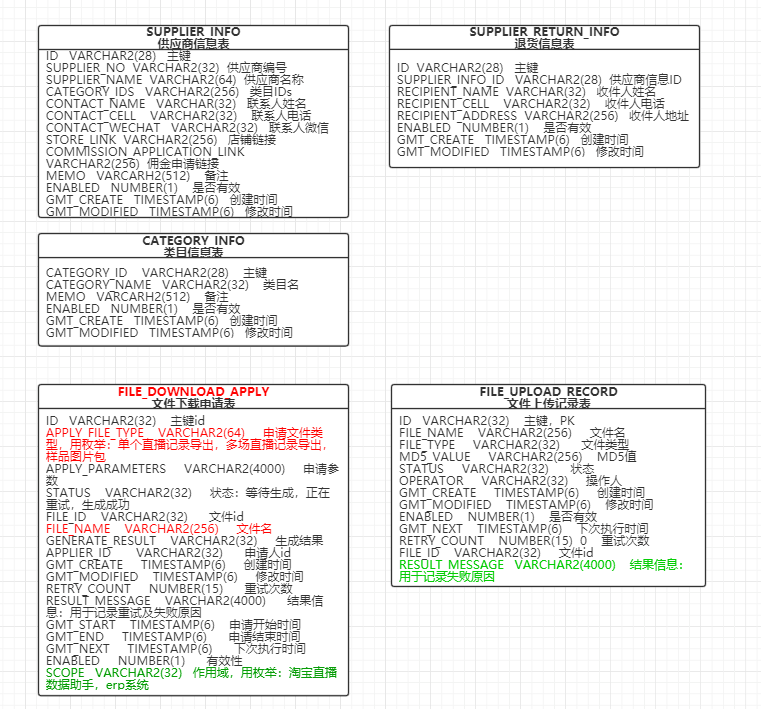 SUPPLIER_INFO
供应商信息表
ID VARCHAR2(28) 主键
SUPPLIER_NO VARCHAR2(32) 供应商编号
SUPPLIER_NAME VARCHAR2(64) 供应商名称
CATEGORY_IDS VARCHAR2(256) 类目IDs
CONTACT_NAME VARCHAR(32) 联系人姓名
CONTACT_CELL VARCHAR2(32) 联系人电话
CONTACT_WECHAT VARCHAR2(32) 联系人微信
STORE_LINK VARCHAR2(256) 店铺链接
COMMISSION_APPLICATION_LINK
VARCHAR2(256) 佣金申请链接
MEMO VARCARH2(512) 备注
ENABLED NUMBER(1) 是否有效
GMT_CREATE TIMESTAMP(6) 创建时间
GMT_MODIFIED TIMESTAMP(6) 修改时间
SUPPLIER_RETURN_INFO
退货信息表
ID VARCHAR2(28) 主键
SUPPLIER_INFO_ID VARCHAR2(28) 供应商信息ID
RECIPIENT_NAME VARCHAR(32) 收件人姓名
RECIPIENT_CELL VARCHAR2(32) 收件人电话
RECIPIENT_ADDRESS VARCHAR2(256) 收件人地址
ENABLED NUMBER(1) 是否有效
GMT_CREATE TIMESTAMP(6) 创建时间
GMT_MODIFIED TIMESTAMP(6) 修改时间
CATEGORY_INFO
类目信息表
CATEGORY_ID VARCHAR2(28) 主键
CATEGORY_NAME VARCHAR2(32) 类目名
MEMO VARCARH2(512) 备注
ENABLED NUMBER(1) 是否有效
GMT_CREATE TIMESTAMP(6) 创建时间
GMT_MODIFIED TIMESTAMP(6) 修改时间
FILE_DOWNLOAD_APPLY
文件下载申请表
ID VARCHAR2(32) 主键id
APPLY_FILE_TYPE VARCHAR2(64) 申请文件类
型，用枚举：单个直播记录导出，多场直播记录导出，
样品图片包
APPLY_PARAMETERS VARCHAR2(4000) 申请参
数
STATUS VARCHAR2(32) 状态：等待生成，正在
重试，生成成功
FILE_ID VARCHAR2(32) 文件id
FILE_NAME VARCHAR2(256) 文件名
GENERATE_RESULT VARCHAR2(32) 生成结果
APPLIER_ID VARCHAR2(32) 申请人id
GMT_CREATE TIMESTAMP(6) 创建时间
GMT_MODIFIED TIMESTAMP(6) 修改时间
RETRY_COUNT NUMBER(15) 重试次数
RESULT_MESSAGE VARCHAR2(4000) 结果信
息：用于记录重试及失败原因
GMT_START TIMESTAMP(6) 申请开始时间
GMT_END TIMESTAMP(6) 申请结束时间
GMT_NEXT TIMESTAMP(6) 下次执行时间
ENABLED NUMBER(1) 有效性
SCOPE VARCHAR2(32) 作用域，用枚举：淘宝直播
数据助手，erp系统
FILE_UPLOAD_RECORD
文件上传记录表
ID VARCHAR2(32) 主键，PK
FILE_NAME VARCHAR2(256) 文件名
FILE_TYPE VARCHAR2(32) 文件类型
MD5_VALUE VARCHAR2(256) MD5值
STATUS VARCHAR2(32) 状态
OPERATOR VARCHAR2(32) 操作人
GMT_CREATE TIMESTAMP(6) 创建时间
GMT_MODIFIED TIMESTAMP(6) 修改时间
ENABLED NUMBER(1) 是否有效
GMT_NEXT TIMESTAMP(6) 下次执行时间
RETRY_COUNT NUMBER(15) 0 重试次数
FILE_ID VARCHAR2(32) 文件id
RESULT_MESSAGE VARCHAR2(4000) 结果信息：
用于记录失败原因